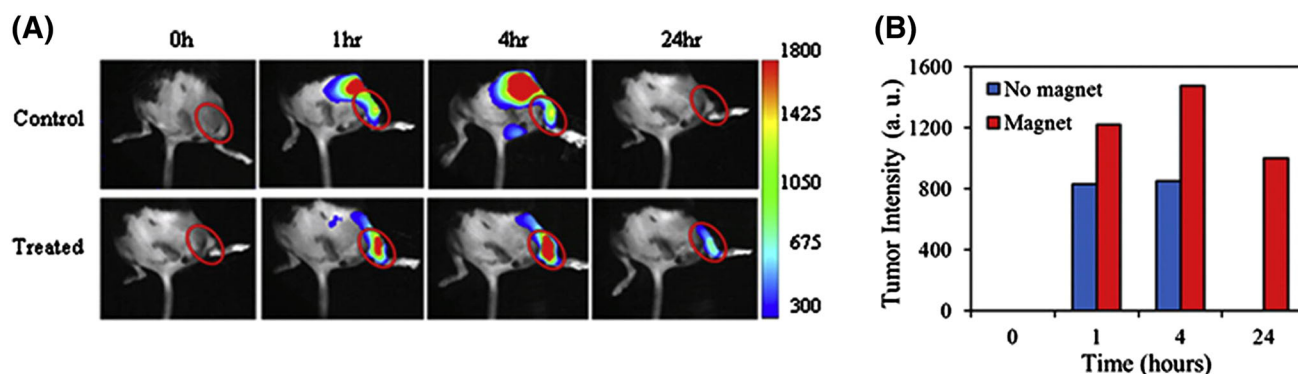 (A)
0h 1hr 4hr 24hr
Control
Treated
1800
1425
1050
675
300
(B)
1600
1200
800
400
0
Tumor Intensity (a. u.)
No magnet
Magnet
0 1 4 24
Time (hours)